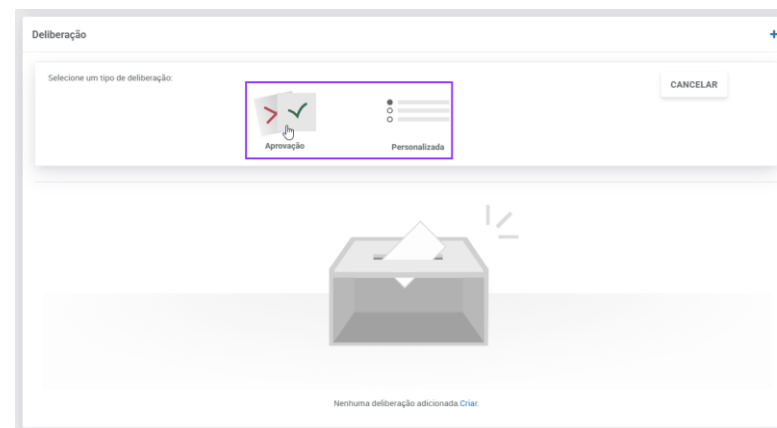 Deliberação
Selecione um tipo de deliberação:
CANCELAR
Aprovação
Personalizada
Nenhuma deliberação adicionada.Criar.